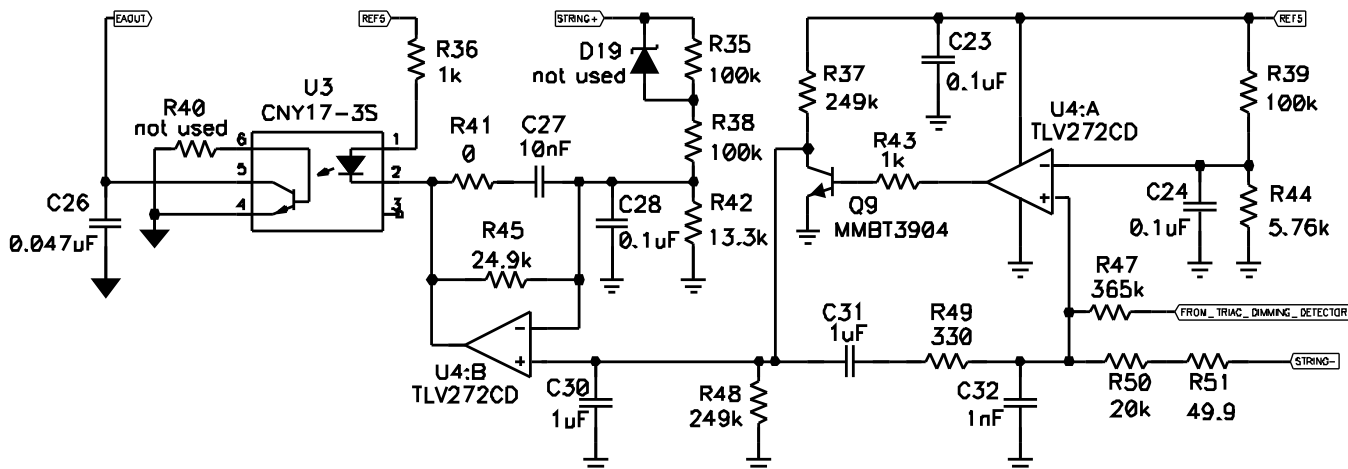 EAOUT
REF5
STRING+
REF5
R36
1k
D19
not used
R35
100k
C23
0.1uF
R37
249k
R39
100k
U3
CNY17-3S
R40
not used
6
5
4
1
2
3
R41
0
C27
10nF
R38
100k
R43
1k
U4:A
TLV272CD
C26
0.047uF
C28
0.1uF
R42
13.3k
Q9
MMBT3904
C24
0.1uF
R44
5.76k
R45
24.9k
R47
365k
FROM_TRIAC_DIMMING_DETECTOR
U4:B
TLV272CD
C31
1uF
R49
330
STRING-
C30
1uF
R48
249k
C32
1nF
R50
20k
R51
49.9